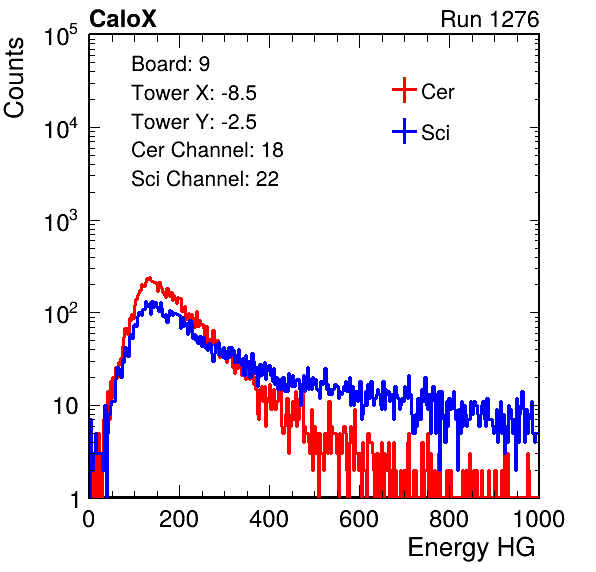 CaloX Run 1276
Counts
Board: 9
Tower X: -8.5
Tower Y: -2.5
Cer Channel: 18
Sci Channel: 22
Cer
Sci
10^5
10^4
10^3
10^2
10
1
0 200 400 600 800 1000
Energy HG